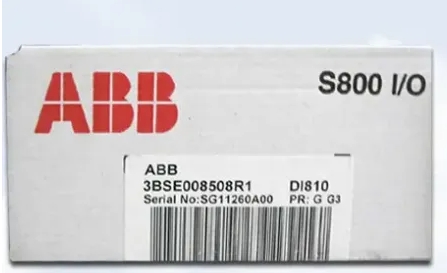 ABB
S800 I/O
ABB
3BSE008508R1 DI810
Serial No:SG11260A00 PR: G G3